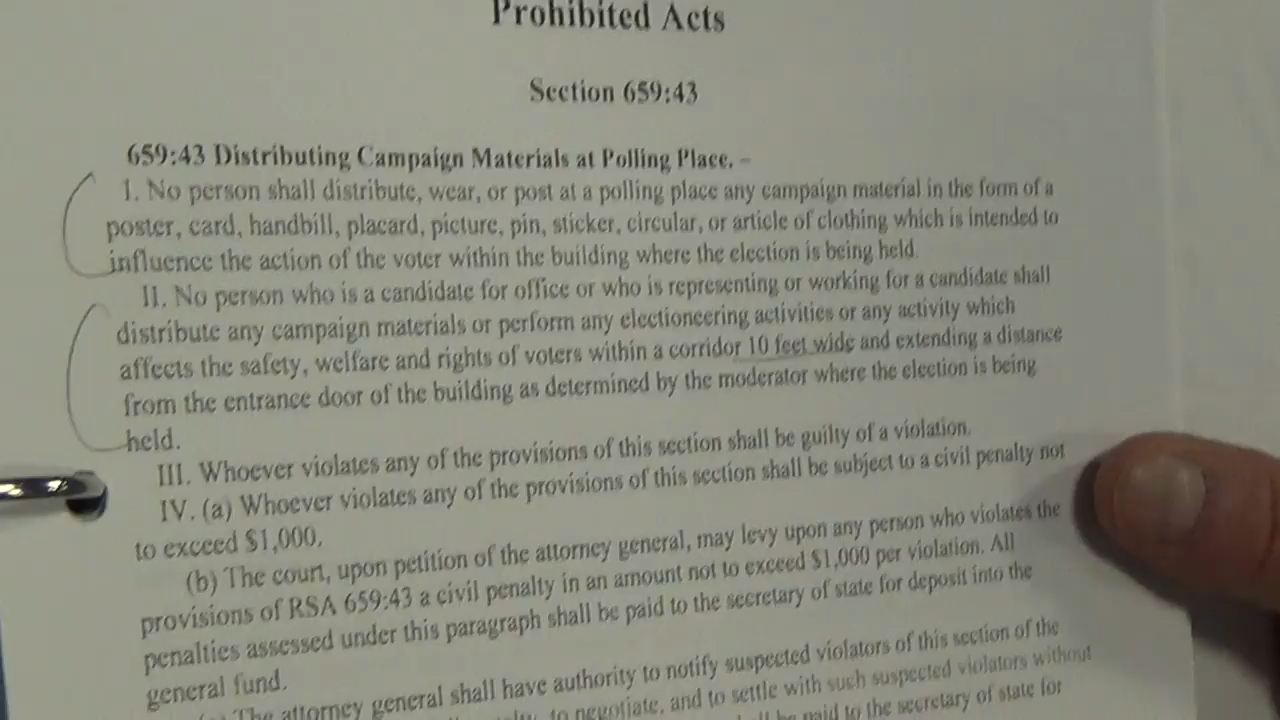 Prohibited Acts
Section 659:43
659:43 Distributing Campaign Materials at Polling Place. –
I. No person shall distribute, wear, or post at a polling place any campaign material in the form of a
poster, card, handbill, placard, picture, pin, sticker, circular, or article of clothing which is intended to
influence the action of the voter within the building where the election is being held.
II. No person who is a candidate for office or who is representing or working for a candidate shall
distribute any campaign materials or perform any electioneering activities or any activity which
affects the safety, welfare and rights of voters within a corridor 10 feet wide and extending a distance
from the entrance door of the building as determined by the moderator where the election is being
held.
III. Whoever violates any of the provisions of this section shall be guilty of a violation.
IV. (a) Whoever violates any of the provisions of this section shall be subject to a civil penalty not
to exceed $1,000.
(b) The court, upon petition of the attorney general, may levy upon any person who violates the
provisions of RSA 659:43 a civil penalty in an amount not to exceed $1,000 per violation. All
penalties assessed under this paragraph shall be paid to the secretary of state for deposit into the
general fund.
The attorney general shall have authority to notify suspected violators of this section of the
to negotiate, and to settle with such suspected violators without
be paid to the secretary of state for